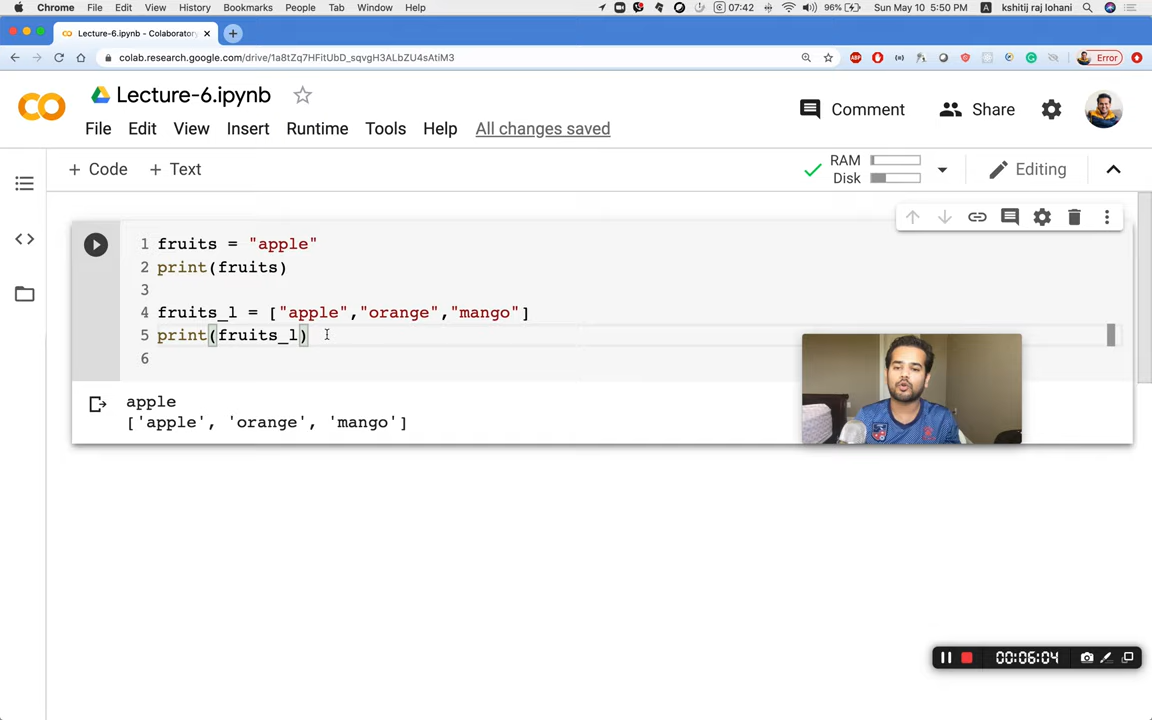 Chrome File Edit View History Bookmarks People Tab Window Help 07:42 96% Sun May 10 5:50 PM A kshitij raj lohani
Lecture-6.ipynb - Colaboratory
colab.research.google.com/drive/1a8tZq7HFitUbD_sqvgH3ALbZU4sAtiM3 ABP Error
CO Lecture-6.ipynb Comment Share
File Edit View Insert Runtime Tools Help All changes saved
+ Code + Text RAM Disk Editing
1 fruits = "apple"
2 print(fruits)
3
4 fruits_l = ["apple","orange","mango"]
5 print(fruits_l)
6
apple
['apple', 'orange', 'mango']
00:06:04